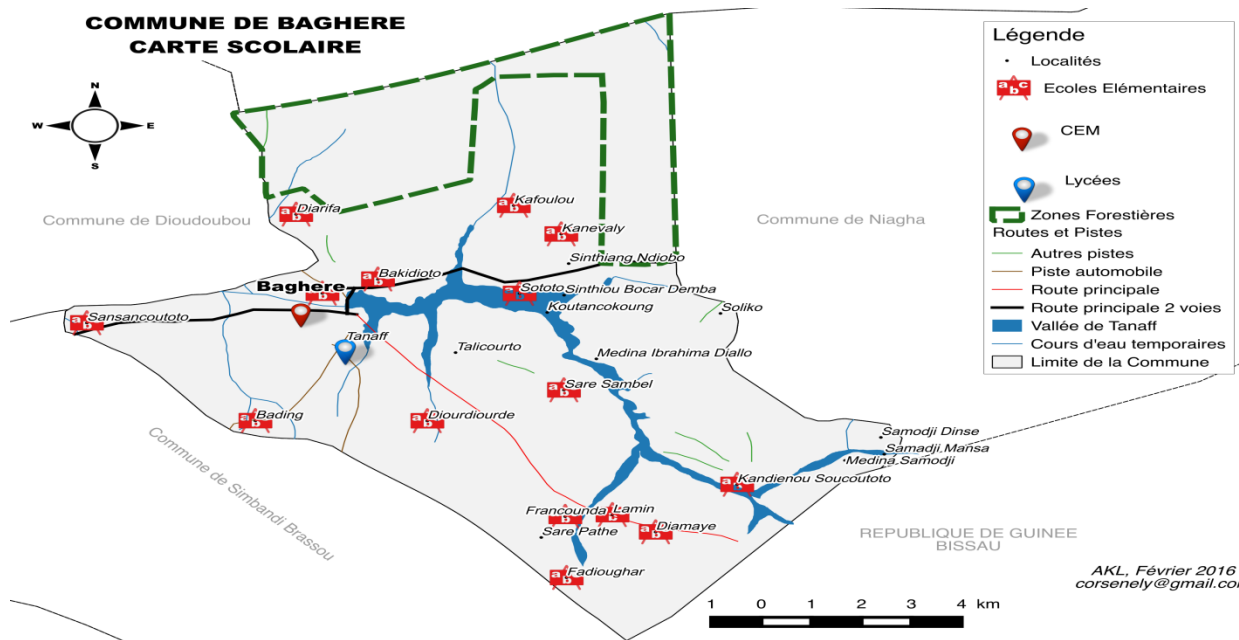 COMMUNE DE BAGHERE
CARTE SCOLAIRE
N
W
E
S
Légende
Localités
a b c
Ecoles Elémentaires
CEM
Lycées
Zones Forestières
Routes et Pistes
Autres pistes
Piste automobile
Route principale
Route principale 2 voies
Vallée de Tanaff
Cours d'eau temporaires
Limite de la Commune
Commune de Dioudoubou
Commune de Niagha
Diarifa
Kafoulou
Kanevaly
Sinthiang Ndiobo
Bakidioto
Baghere
Sototo
Sinthiou Bocar Demba
Koutancokoung
Soliko
Sansancoutoto
Tanaff
Talicourto
Medina Ibrahima Diallo
Sare Sambel
Bading
Diourdiourde
Samodji Dinse
Samadji Mansa
Medina Samodji
Kandienou Soucoutoto
Commune de Simbandi Brassou
Francounda
Lamin
Sare Pathe
Diamaye
Fadioughar
REPUBLIQUE DE GUINEE
BISSAU
AKL, Février 2016
corsenely@gmail.co
1 0 1 2 3 4 km